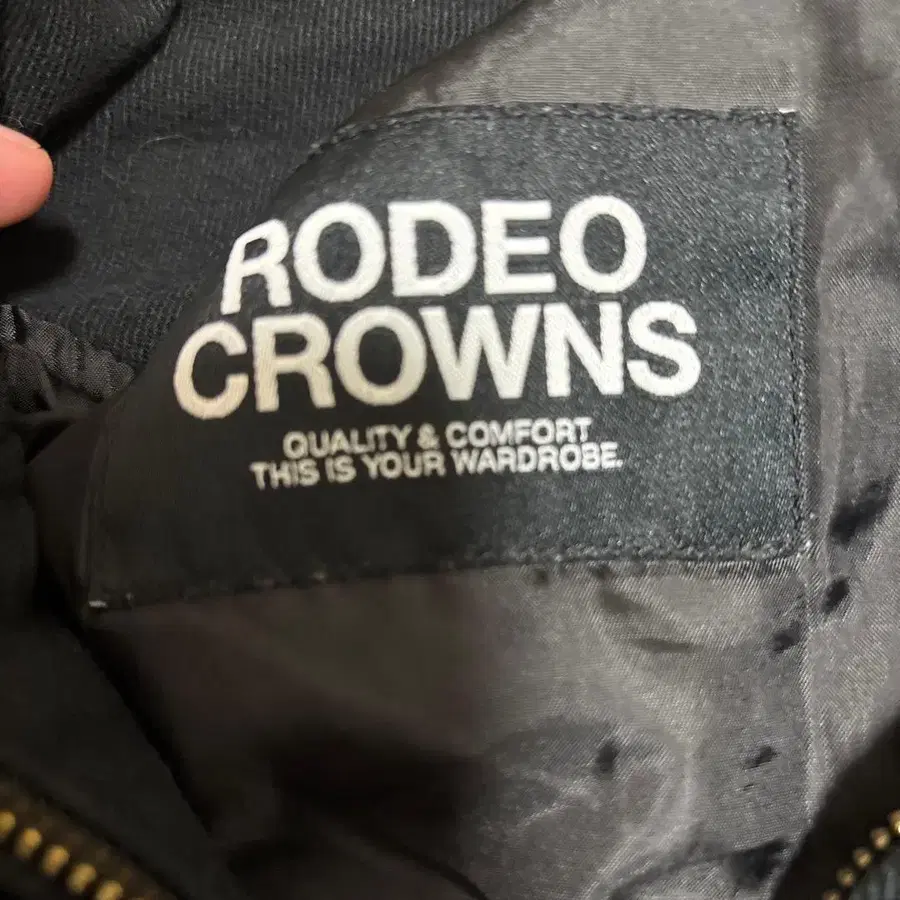 RODEO
CROWNS
QUALITY & COMFORT
THIS IS YOUR WARDROBE.